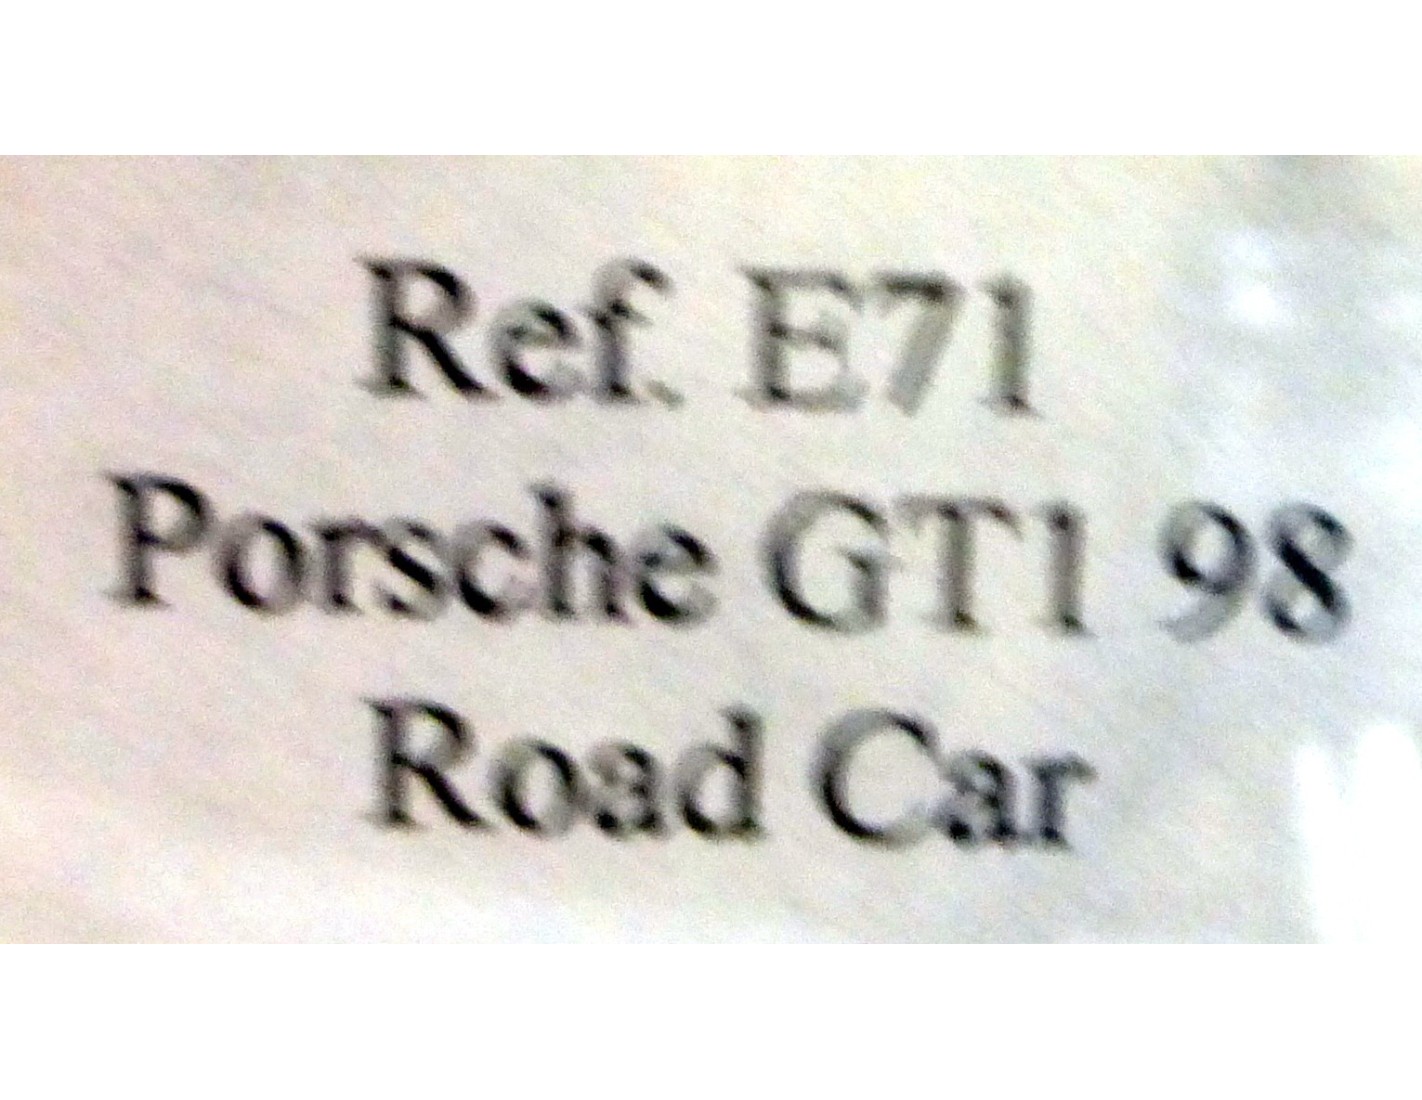 Ref. E71
Porsche GT1 98
Road Car